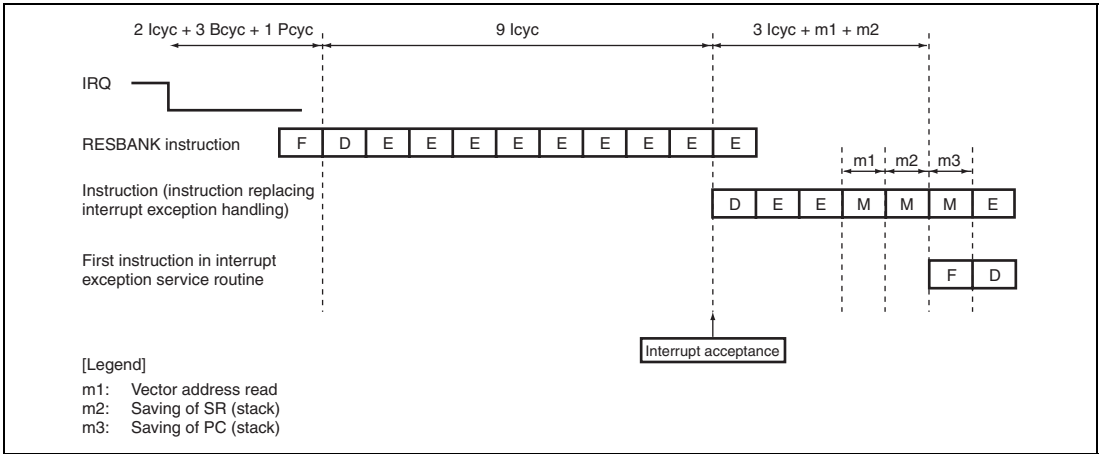 2 Icyc + 3 Bcyc + 1 Pcyc 9 Icyc 3 Icyc + m1 + m2
IRQ
RESBANK instruction F D E E E E E E E E E
m1 m2 m3
Instruction (instruction replacing
interrupt exception handling) D E E M M M E
First instruction in interrupt
exception service routine F D
Interrupt acceptance
[Legend]
m1: Vector address read
m2: Saving of SR (stack)
m3: Saving of PC (stack)